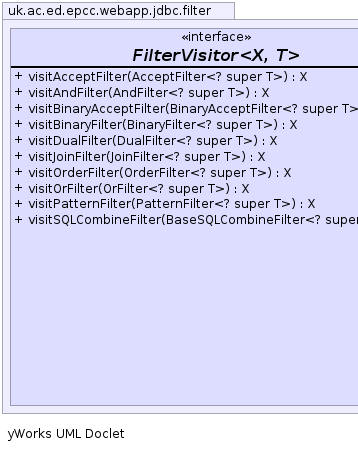 uk.ac.ed.epcc.webapp.jdbc.filter
«interface»
FilterVisitor<X, T>
+ visitAcceptFilter(AcceptFilter<? super T>) : X
+ visitAndFilter(AndFilter<? super T>) : X
+ visitBinaryAcceptFilter(BinaryAcceptFilter<? super T>
+ visitBinaryFilter(BinaryFilter<? super T>) : X
+ visitDualFilter(DualFilter<? super T>) : X
+ visitJoinFilter(JoinFilter<? super T>) : X
+ visitOrderFilter(OrderFilter<? super T>) : X
+ visitOrFilter(OrFilter<? super T>) : X
+ visitPatternFilter(PatternFilter<? super T>) : X
+ visitSQLCombineFilter(BaseSQLCombineFilter<? super
yWorks UML Doclet